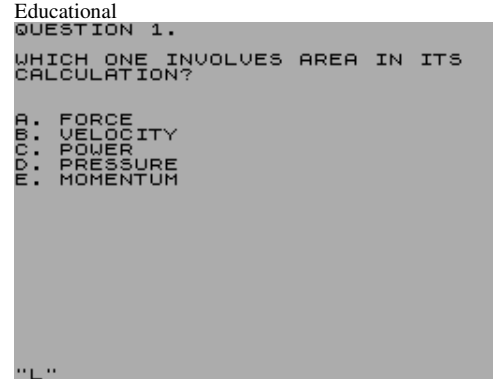 Educational
QUESTION 1.
WHICH ONE INVOLVES AREA IN ITS
CALCULATION?
A. FORCE
B. VELOCITY
C. POWER
D. PRESSURE
E. MOMENTUM
"L"